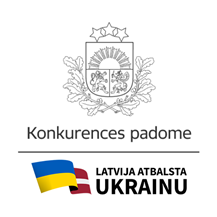 Konkurences padome
LATVIJA ATBALSTA
UKRAINU